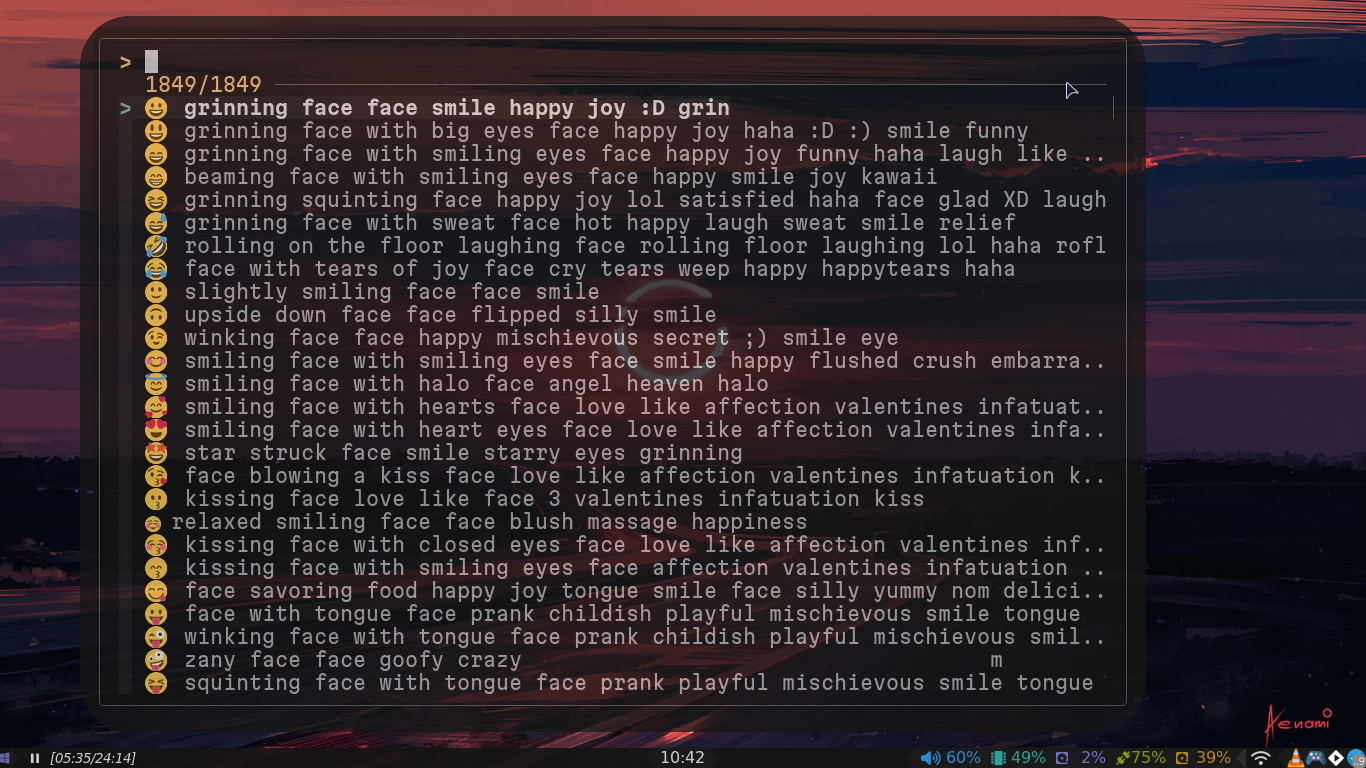 >
1849/1849
> 😀 grinning face face smile happy joy :D grin
😃 grinning face with big eyes face happy joy haha :D :) smile funny
😄 grinning face with smiling eyes face happy joy funny haha laugh like ..
😁 beaming face with smiling eyes face happy smile joy kawaii
😆 grinning squinting face happy joy lol satisfied haha face glad XD laugh
😅 grinning face with sweat face hot happy laugh sweat smile relief
🤣 rolling on the floor laughing face rolling floor laughing lol haha rofl
😂 face with tears of joy face cry tears weep happy happytears haha
🙂 slightly smiling face face smile
🙃 upside down face face flipped silly smile
😉 winking face face happy mischievous secret ;) smile eye
😊 smiling face with smiling eyes face smile happy flushed crush embarra..
😇 smiling face with halo face angel heaven halo
🥰 smiling face with hearts face love like affection valentines infatuat..
😍 smiling face with heart eyes face love like affection valentines infa..
🤩 star struck face smile starry eyes grinning
😘 face blowing a kiss face love like affection valentines infatuation k..
😗 kissing face love like face 3 valentines infatuation kiss
☺️ relaxed smiling face face blush massage happiness
😚 kissing face with closed eyes face love like affection valentines inf..
😙 kissing face with smiling eyes face affection valentines infatuation ..
😋 face savoring food happy joy tongue smile face silly yummy nom delici..
😛 face with tongue face prank childish playful mischievous smile tongue
😜 winking face with tongue face prank childish playful mischievous smil..
🤪 zany face face goofy crazy m
😝 squinting face with tongue face prank playful mischievous smile tongue
Aenami
[05:35/24:14] 10:42 60% 49% 2% 75% 39%